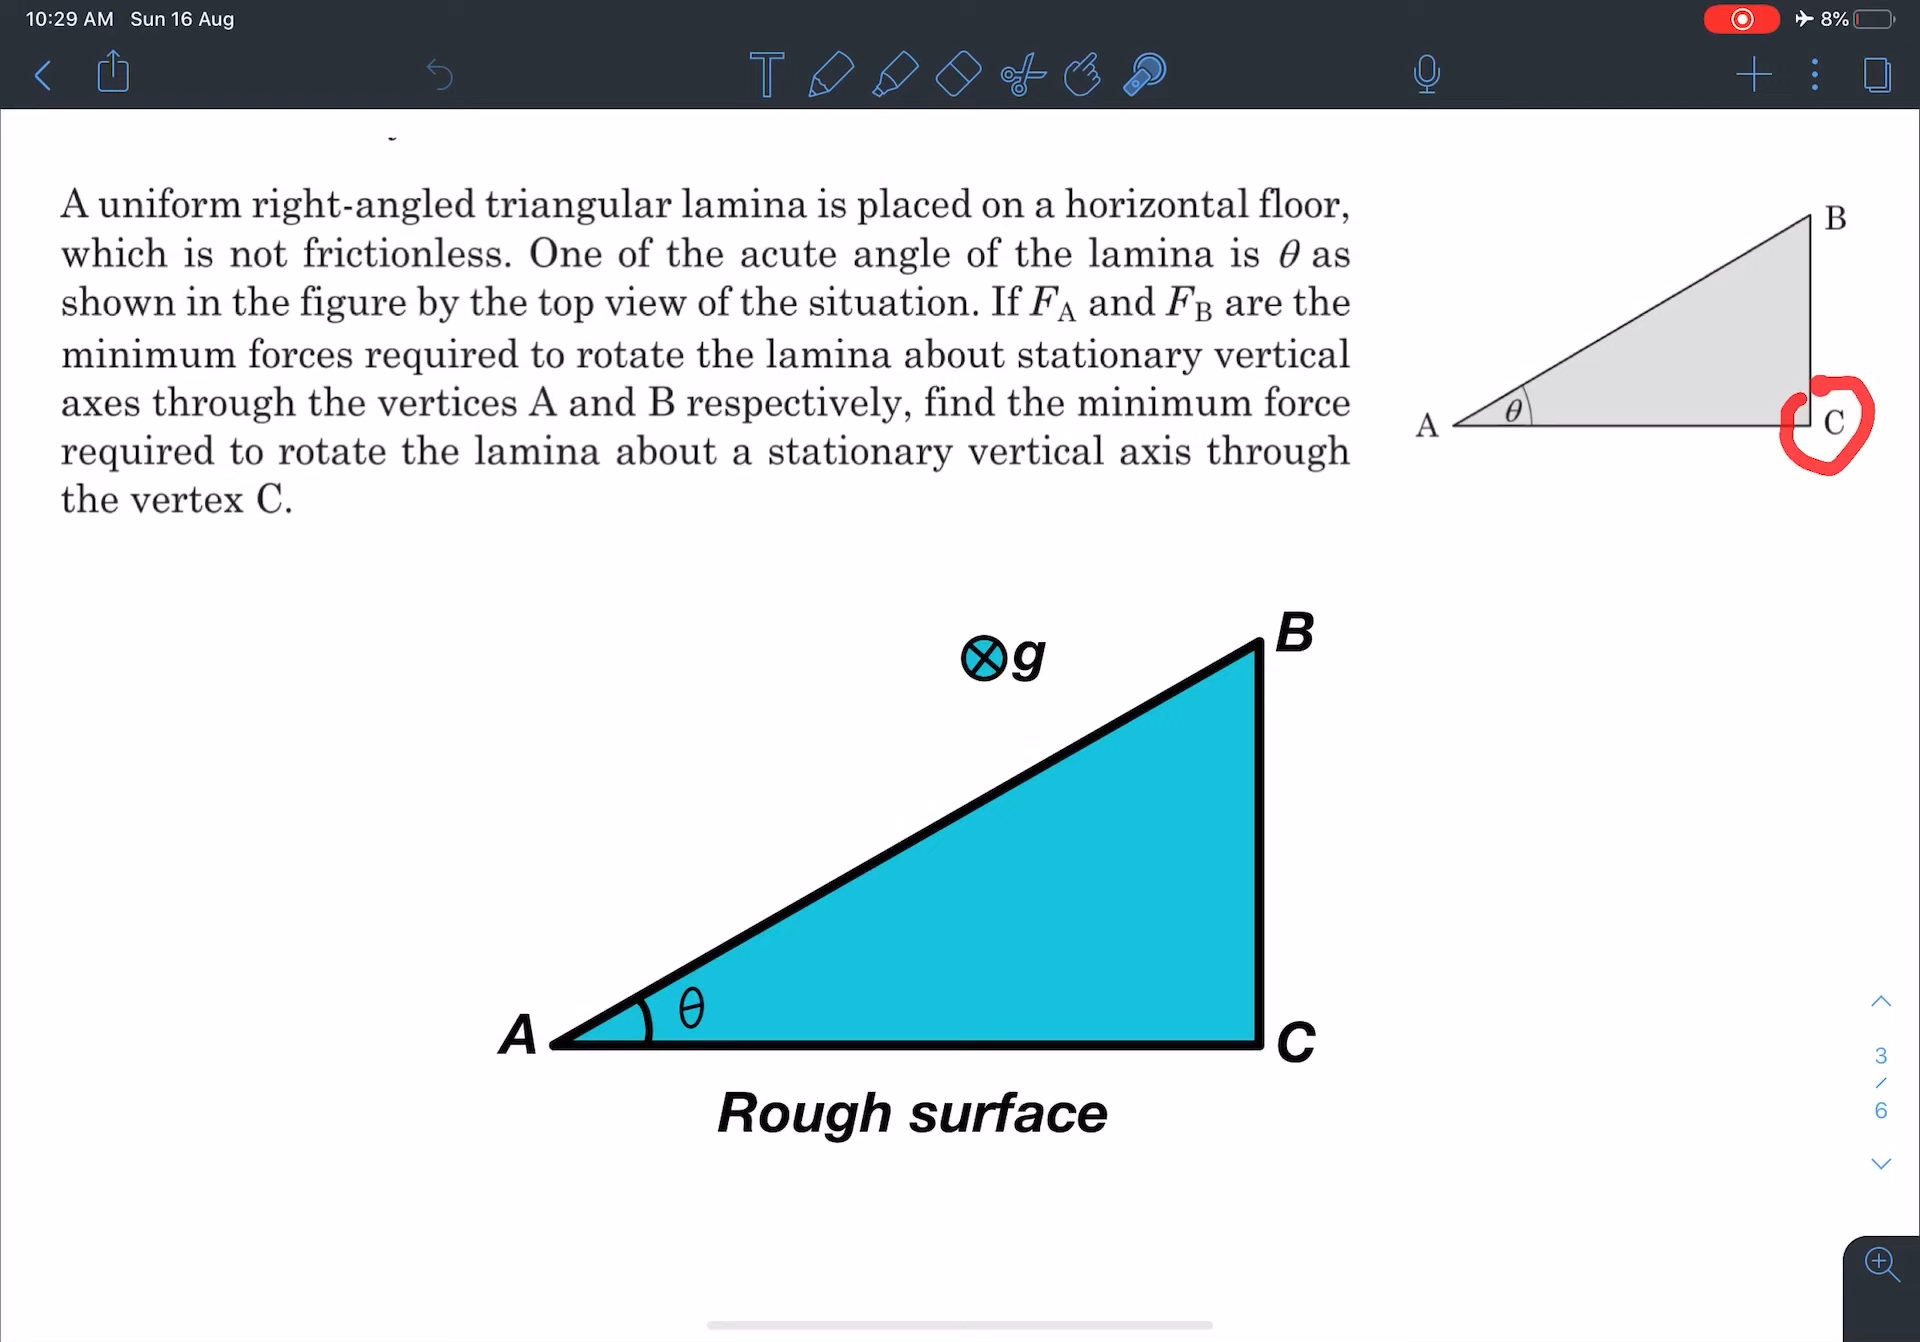 10:29 AM Sun 16 Aug
8%
A uniform right-angled triangular lamina is placed on a horizontal floor,
which is not frictionless. One of the acute angle of the lamina is θ as
shown in the figure by the top view of the situation. If F_A and F_B are the
minimum forces required to rotate the lamina about stationary vertical
axes through the vertices A and B respectively, find the minimum force
required to rotate the lamina about a stationary vertical axis through
the vertex C.
B
A
θ
C
g
B
A
θ
C
Rough surface
3
/
6